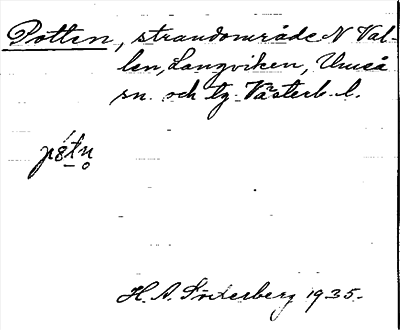 Potten, strandområde N Val-
len, Långviken, Umeå
sn. och tg. Västerb. l.
H. A. Söderberg 1935.